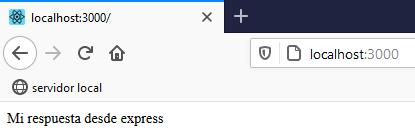 localhost:3000/
localhost:3000
servidor local
Mi respuesta desde express